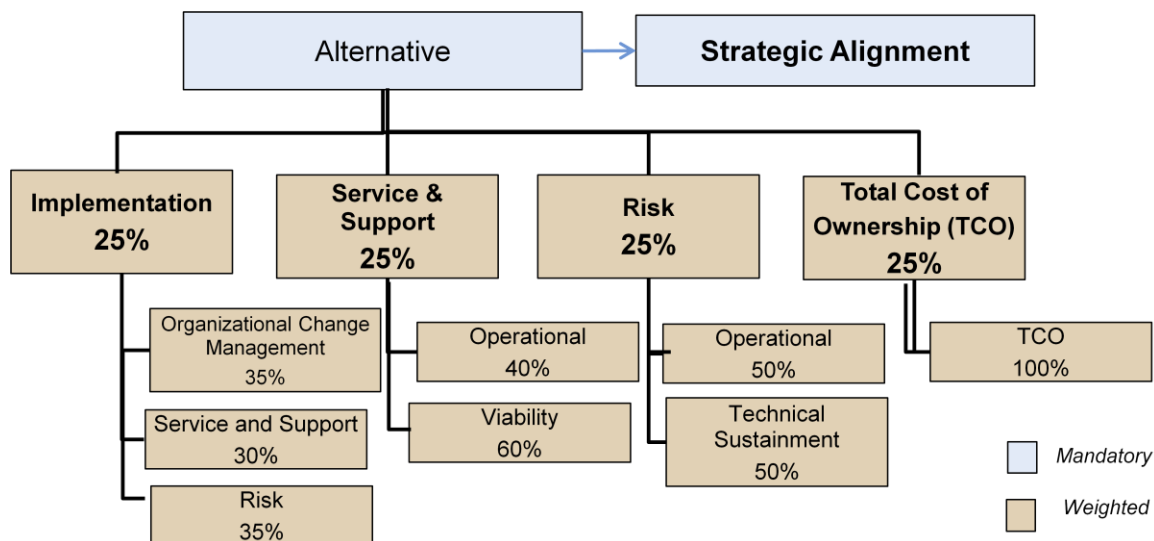 Alternative
Strategic Alignment
Implementation
25%
Service &
Support
25%
Risk
25%
Total Cost of
Ownership (TCO)
25%
Organizational Change
Management
35%
Service and Support
30%
Risk
35%
Operational
40%
Viability
60%
Operational
50%
Technical
Sustainment
50%
TCO
100%
Mandatory
Weighted